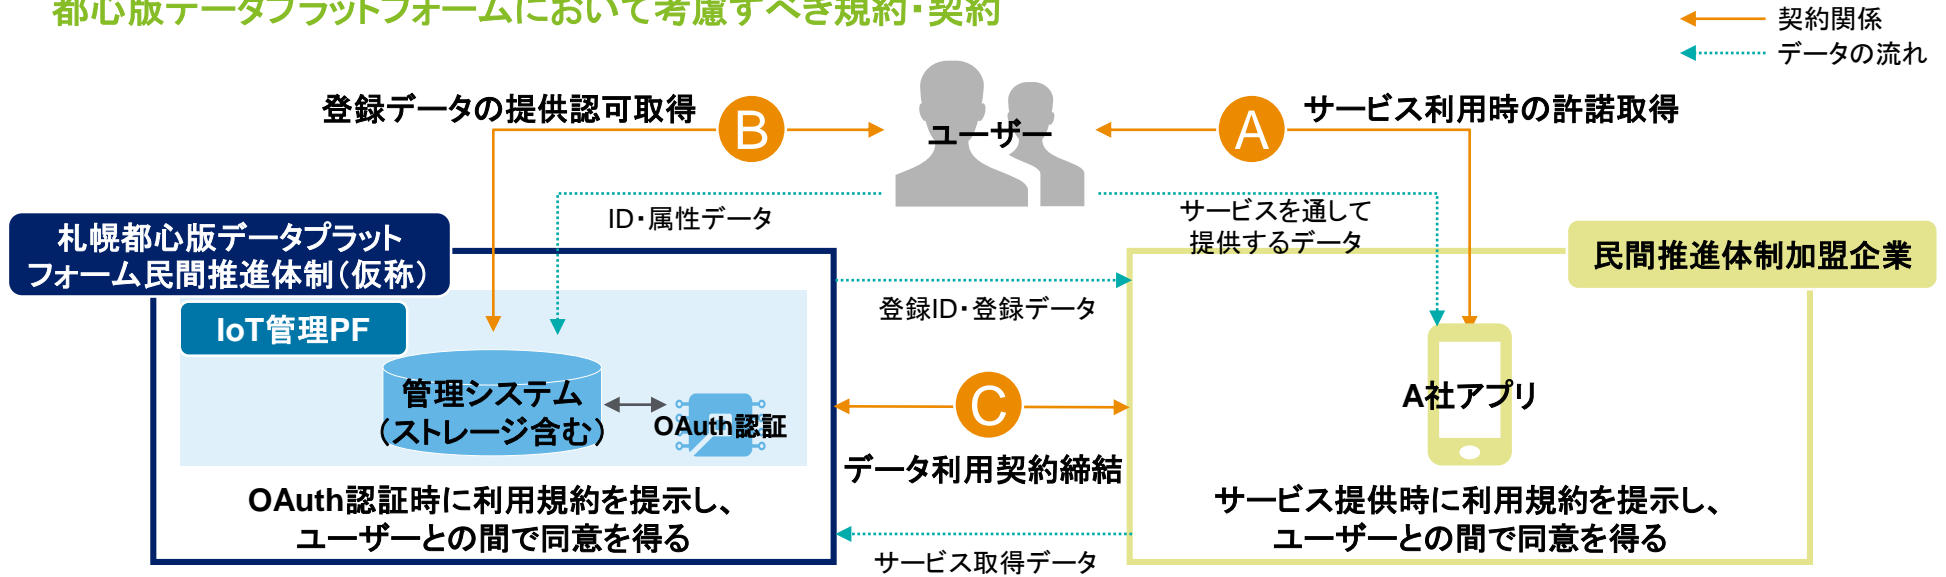 都心版データプラットフォームにおいて考慮すべき規約・契約
契約関係
データの流れ
登録データの提供認可取得
B
ユーザー
A
サービス利用時の許諾取得
ID・属性データ
サービスを通して
提供するデータ
札幌都心版データプラット
フォーム民間推進体制（仮称）
民間推進体制加盟企業
登録ID・登録データ
IoT管理PF
管理システム
（ストレージ含む）
OAuth認証
C
A社アプリ
データ利用契約締結
OAuth認証時に利用規約を提示し、
ユーザーとの間で同意を得る
サービス提供時に利用規約を提示し、
ユーザーとの間で同意を得る
サービス取得データ